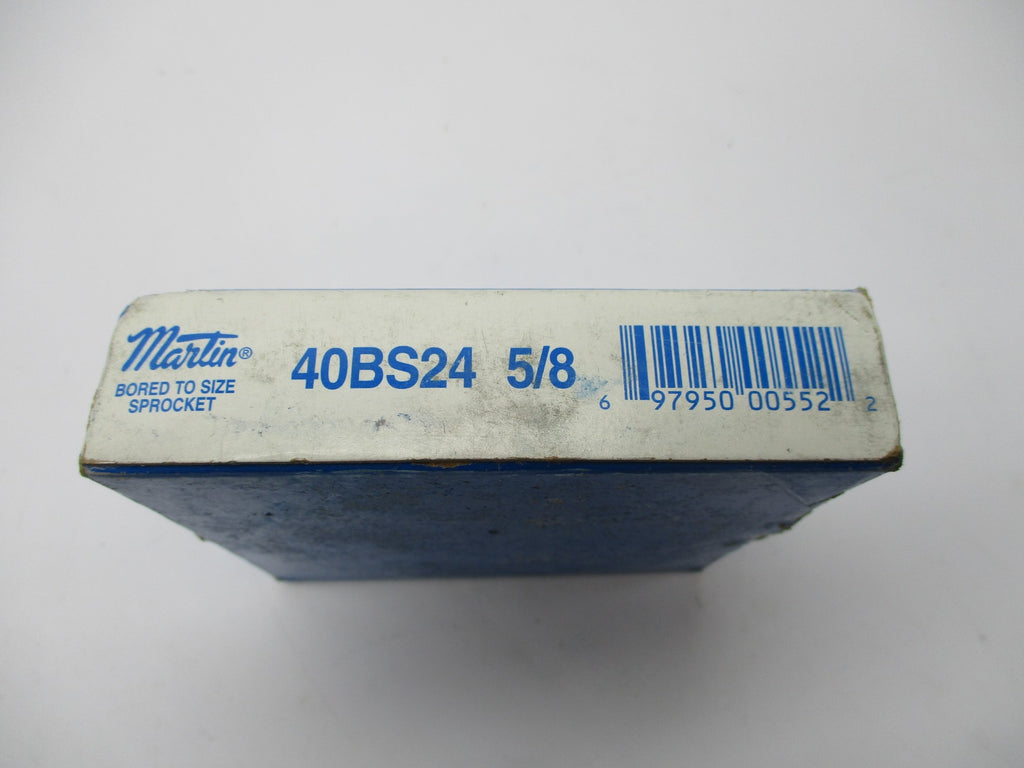 Martin®
BORED TO SIZE
SPROCKET
40BS24 5/8
6 97950 00552 2